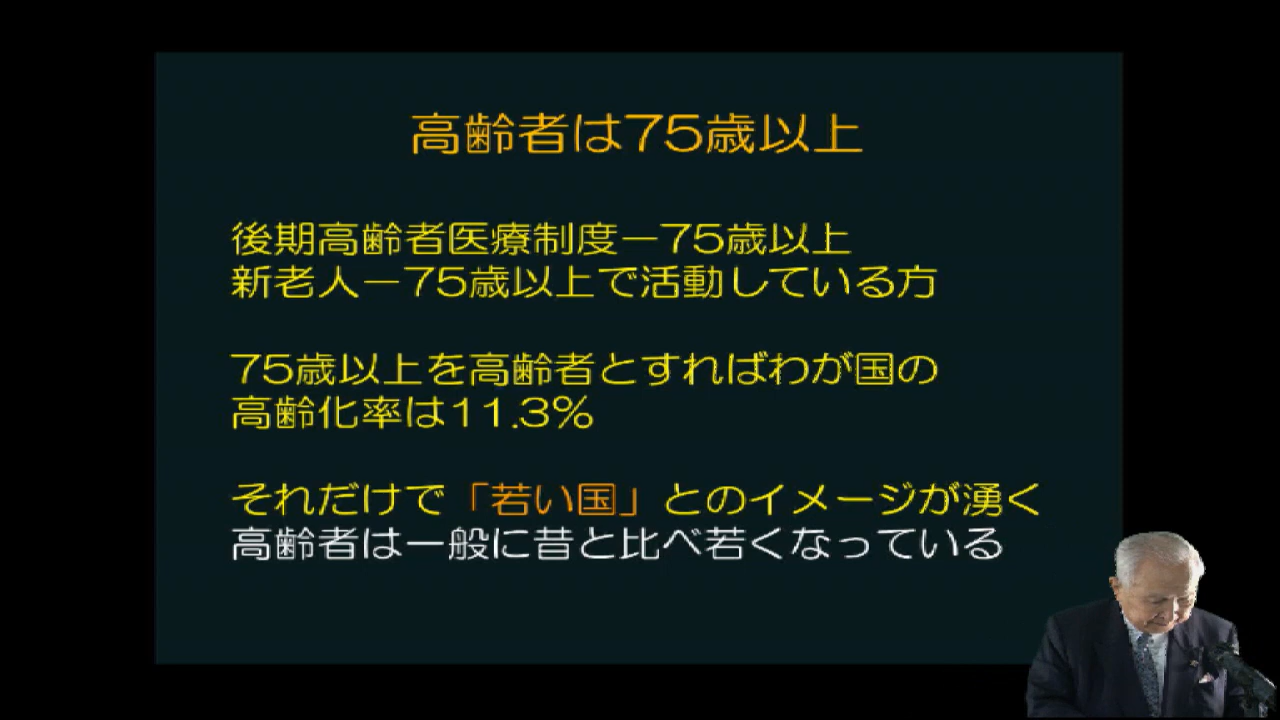 高齢者は75歳以上
後期高齢者医療制度－75歳以上
新老人－75歳以上で活動している方
75歳以上を高齢者とすればわが国の
高齢化率は11.3％
それだけで「若い国」とのイメージが湧く
高齢者は一般に昔と比べ若くなっている